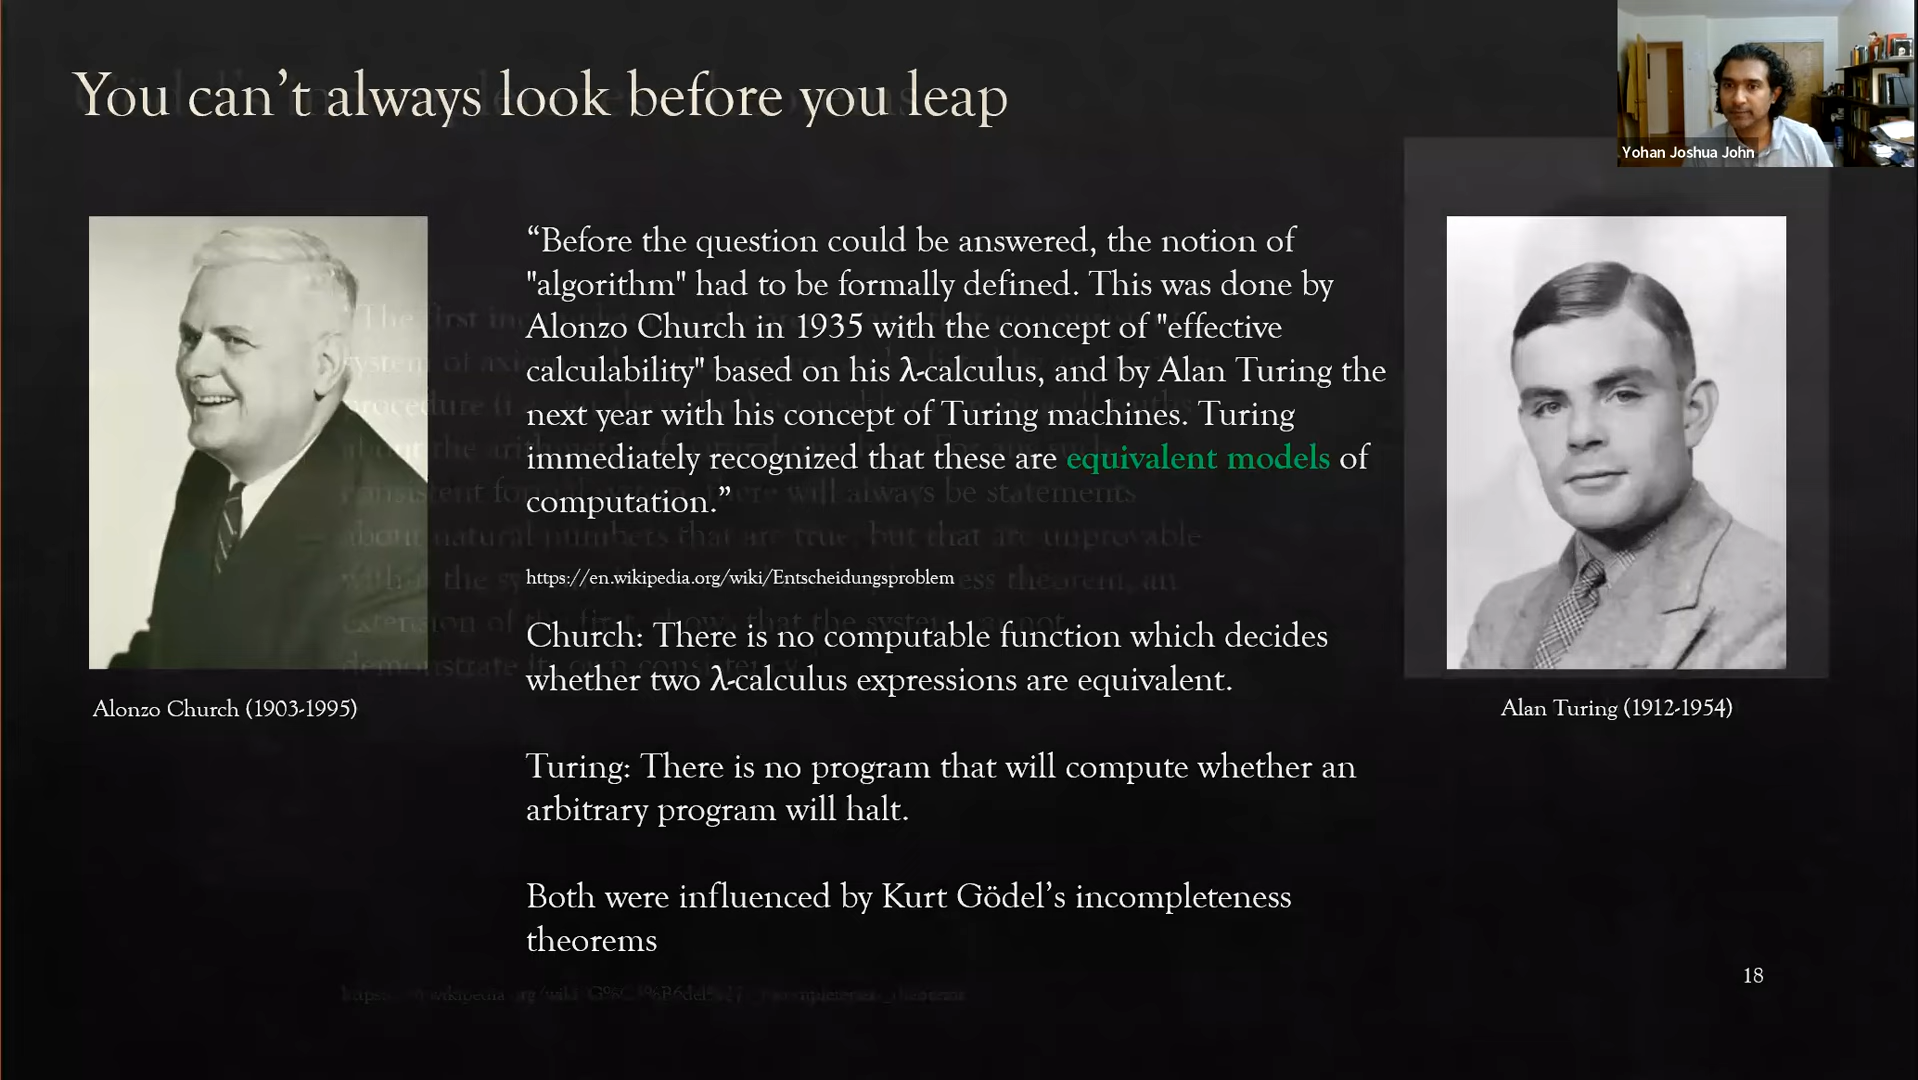 You can’t always look before you leap
Yohan Joshua John
“Before the question could be answered, the notion of
"algorithm" had to be formally defined. This was done by
Alonzo Church in 1935 with the concept of "effective
calculability" based on his λ-calculus, and by Alan Turing the
next year with his concept of Turing machines. Turing
immediately recognized that these are equivalent models of
computation.”
https://en.wikipedia.org/wiki/Entscheidungsproblem
Church: There is no computable function which decides
whether two λ-calculus expressions are equivalent.
Alonzo Church (1903-1995)
Alan Turing (1912-1954)
Turing: There is no program that will compute whether an
arbitrary program will halt.
Both were influenced by Kurt Gödel’s incompleteness
theorems
18